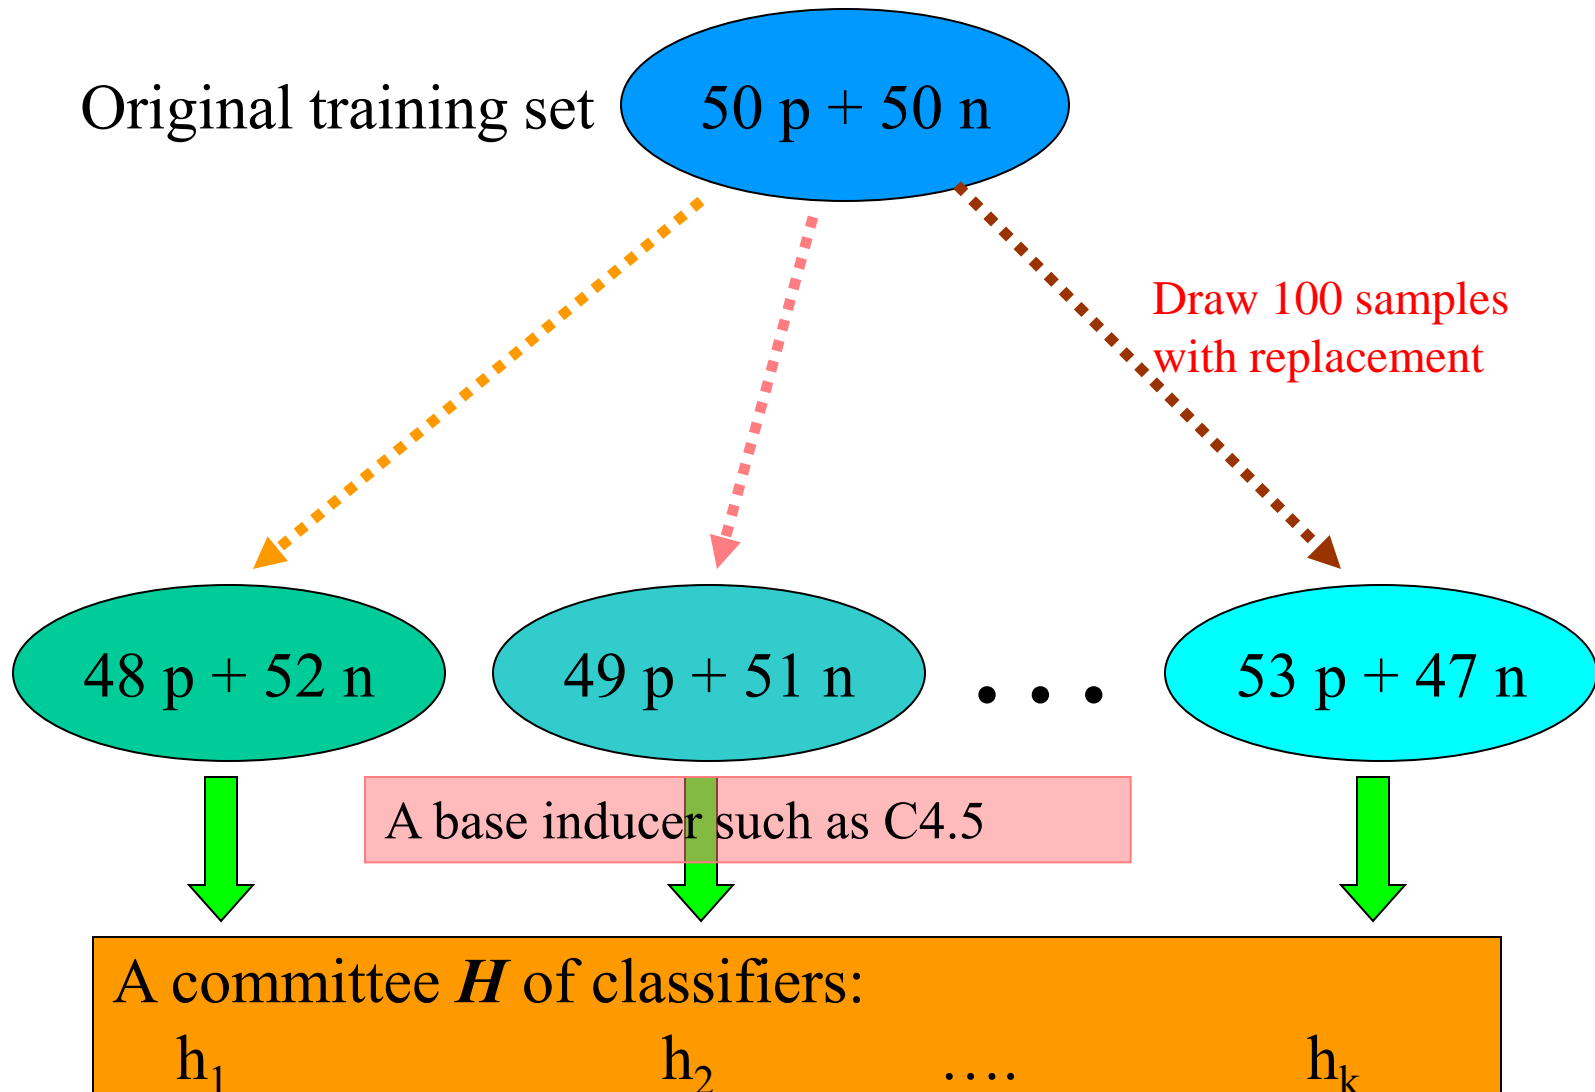 Original training set
50 p + 50 n
Draw 100 samples
with replacement
48 p + 52 n
49 p + 51 n
• • •
53 p + 47 n
A base inducer such as C4.5
A committee H of classifiers:
h₁ h₂ …. hₖ